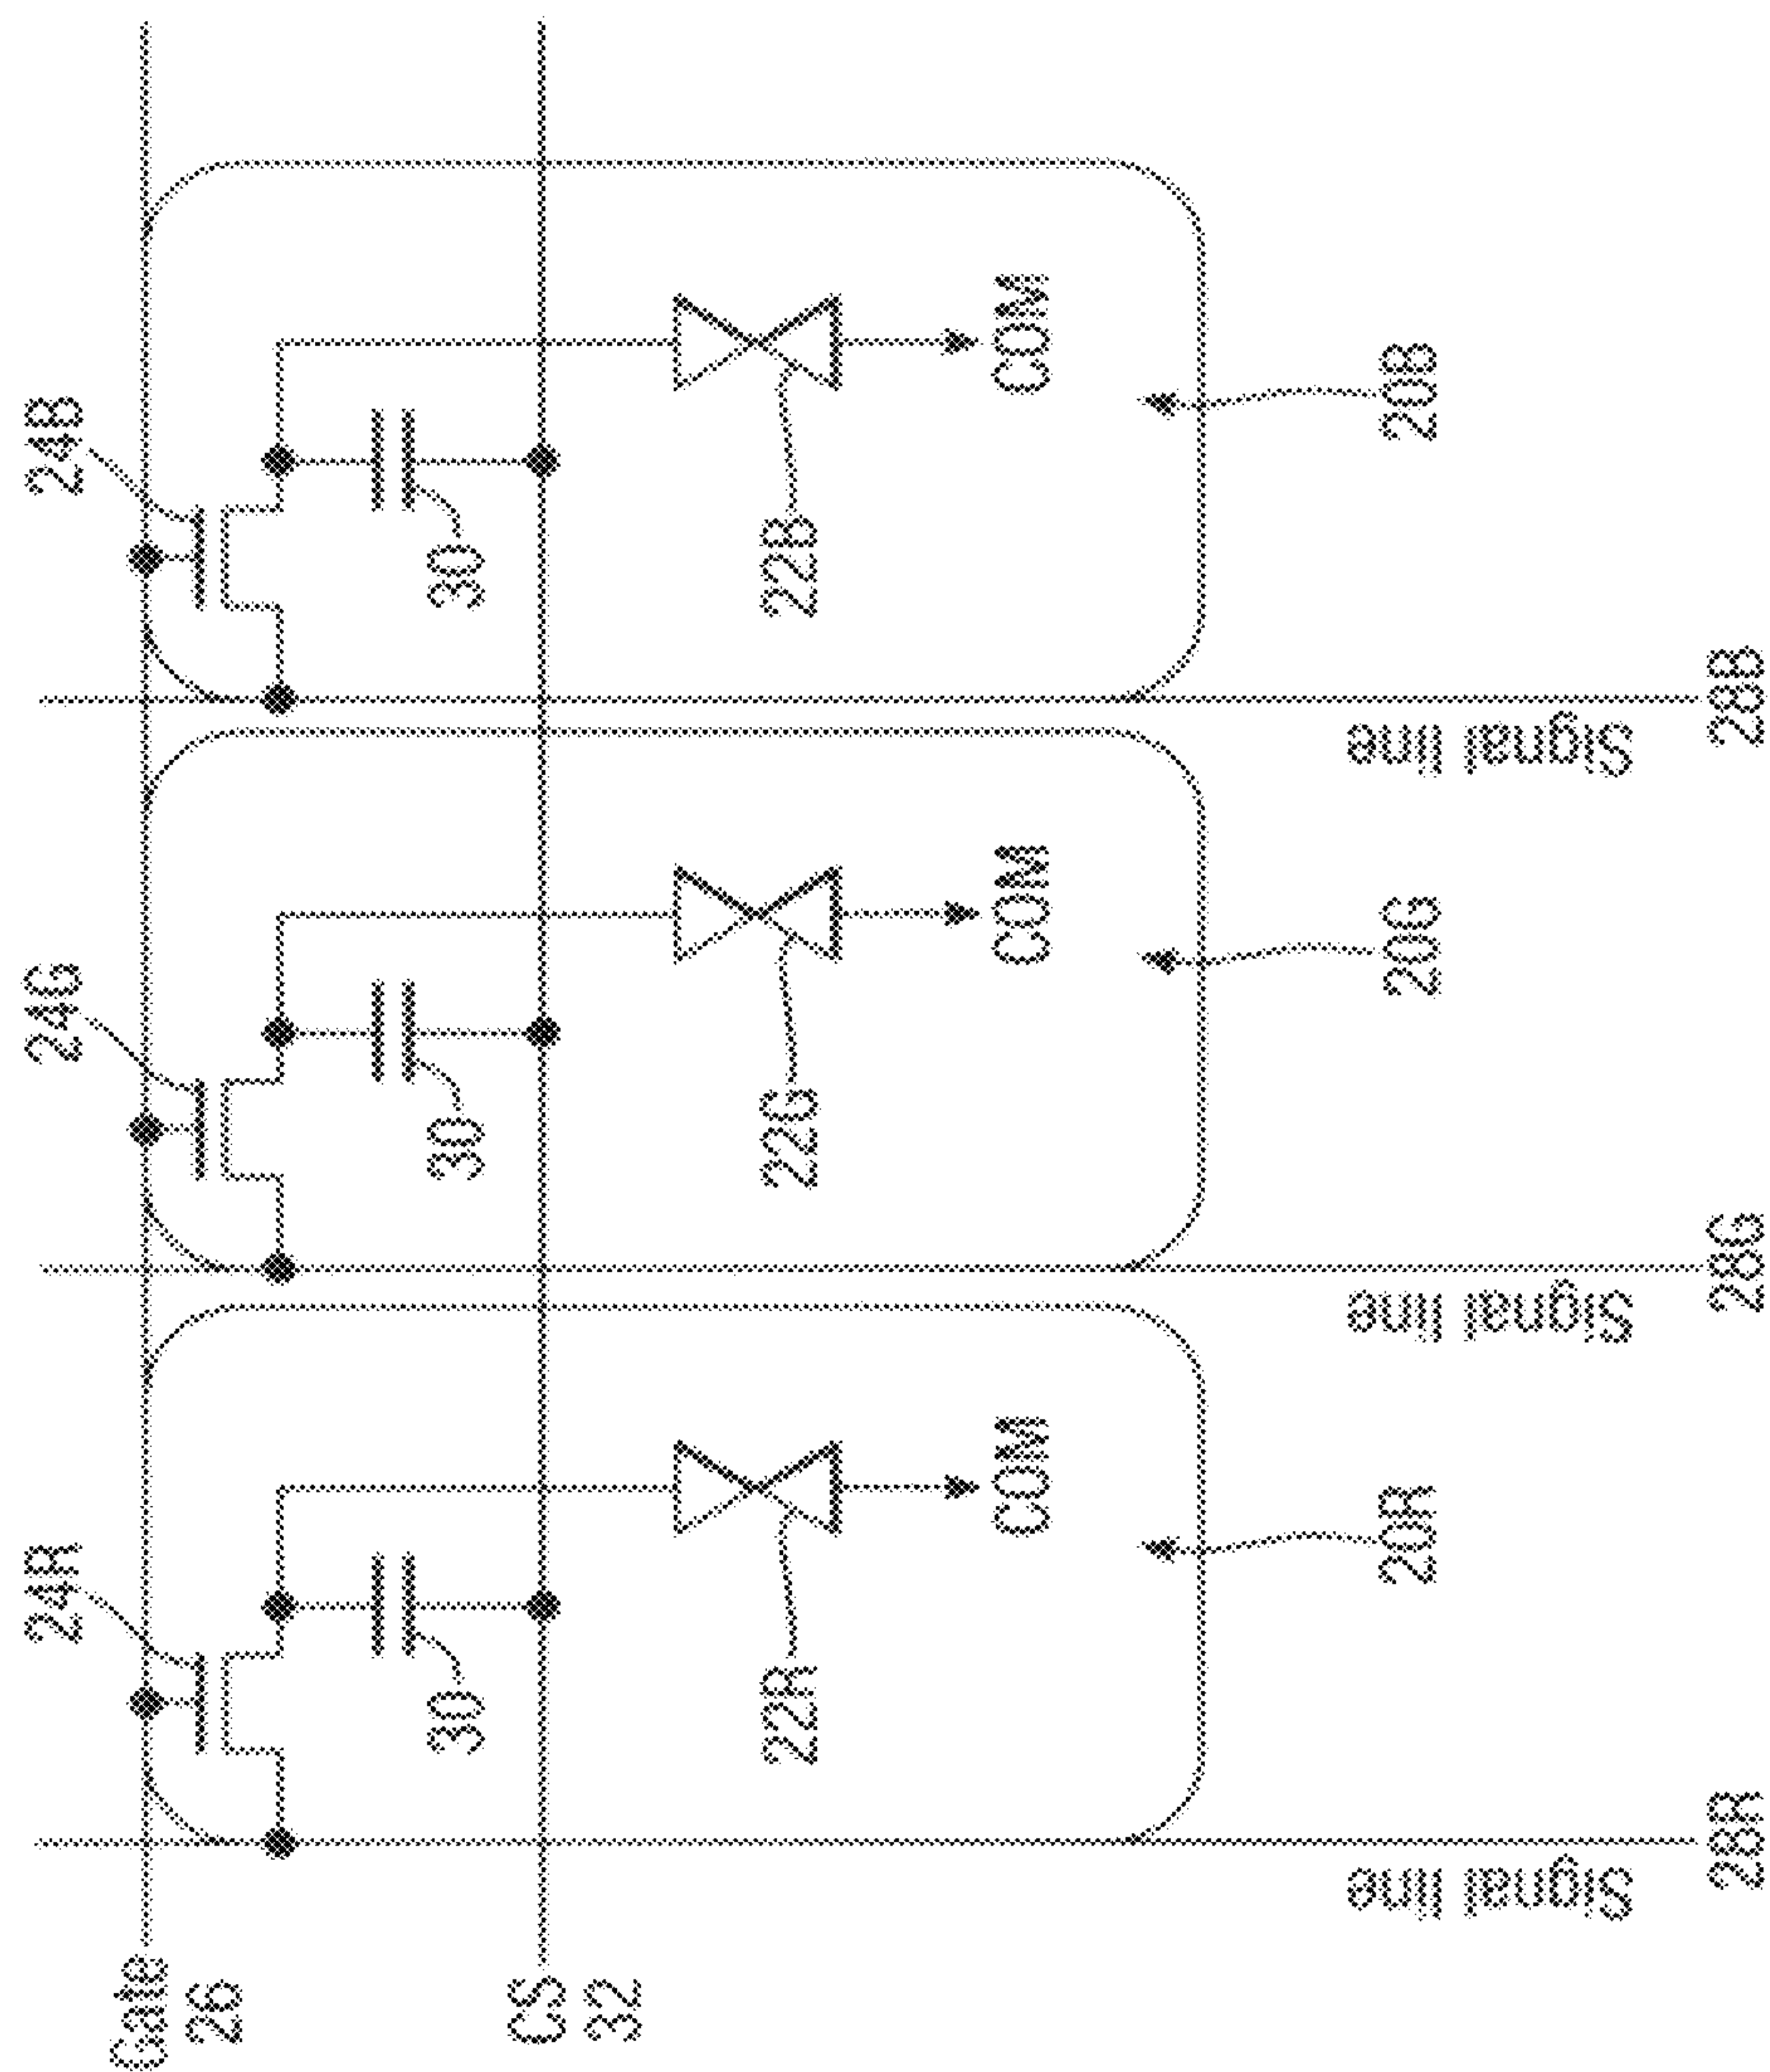 Gate
26
CS
32
24R
24G
24B
30
30
30
22R
22G
22B
COM
COM
COM
20R
20G
20B
Signal line
Signal line
Signal line
28R
28G
28B